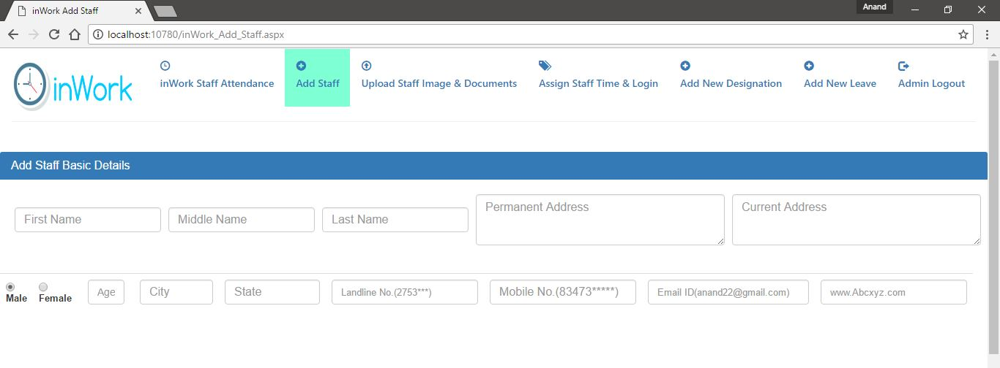 inWork Add Staff
Anand
localhost:10780/inWork_Add_Staff.aspx
inWork
inWork Staff Attendance
Add Staff
Upload Staff Image & Documents
Assign Staff Time & Login
Add New Designation
Add New Leave
Admin Logout
Add Staff Basic Details
First Name
Middle Name
Last Name
Permanent Address
Current Address
Male
Female
Age
City
State
Landline No.(2753***)
Mobile No.(83473*****)
Email ID(anand22@gmail.com)
www.Abcxyz.com